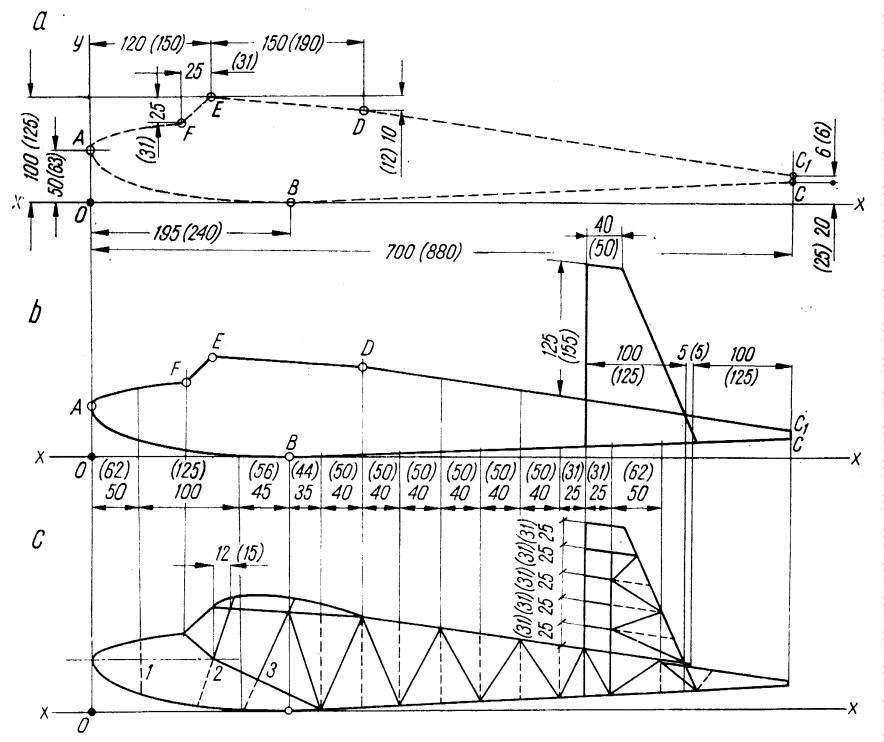 a
y 120 (150) 150 (190)
25 (31)
E
25 (31)
F
D
(12) 10
A
100 (125)
50(63)
B
C₁
C
6 (6)
(25) 20
x O x
195 (240)
700 (880)
40
(50)
b
E
F
D
A
125
(155)
100 5 (5) 100
(125) (125)
C₁
C
B
x O x
(62) (125) (56) (44) (50) (50) (50) (50) (50) (50) (31) (31) (62)
50 100 45 35 40 40 40 40 40 40 25 25 50
c
12 (15)
(31)(31)(31)(31)(31)(31)
25 25 25 25 25 25
1 2 3
x O x